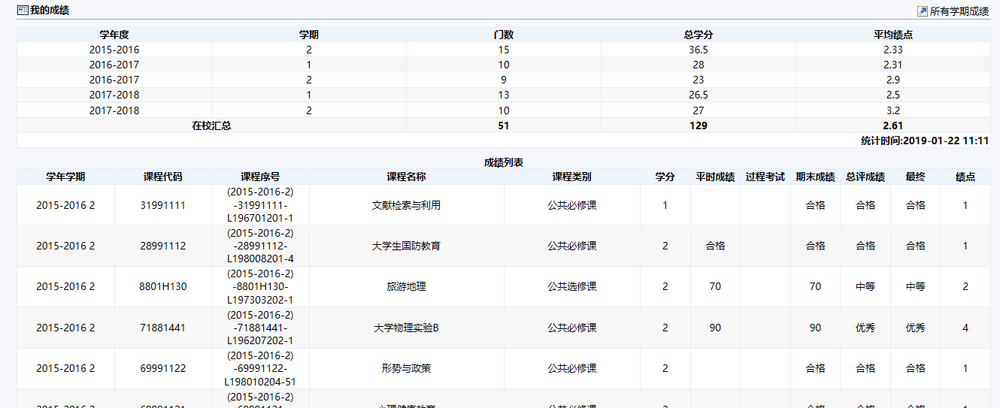 我的成绩
所有学期成绩
学年度 学期 门数 总学分 平均绩点
2015-2016 2 15 36.5 2.33
2016-2017 1 10 28 2.31
2016-2017 2 9 23 2.9
2017-2018 1 13 26.5 2.5
2017-2018 2 10 27 3.2
在校汇总 51 129 2.61
统计时间:2019-01-22 11:11
成绩列表
学年学期 课程代码 课程序号 课程名称 课程类别 学分 平时成绩 过程考试 期末成绩 总评成绩 最终 绩点
(2015-2016-2)
2015-2016 2 31991111 -31991111- 文献检索与利用 公共必修课 1 合格 合格 合格 1
L196701201-1
(2015-2016-2)
2015-2016 2 28991112 -28991112- 大学生国防教育 公共必修课 2 合格 合格 合格 合格 1
L198008201-4
(2015-2016-2)
2015-2016 2 8801H130 -8801H130- 旅游地理 公共选修课 2 70 70 中等 中等 2
L197303202-1
(2015-2016-2)
2015-2016 2 71881441 -71881441- 大学物理实验B 公共必修课 2 90 90 优秀 优秀 4
L196207202-1
(2015-2016-2)
2015-2016 2 69991122 -69991122- 形势与政策 公共必修课 2 合格 合格 合格 1
L198010204-51
(2015-2016-2)